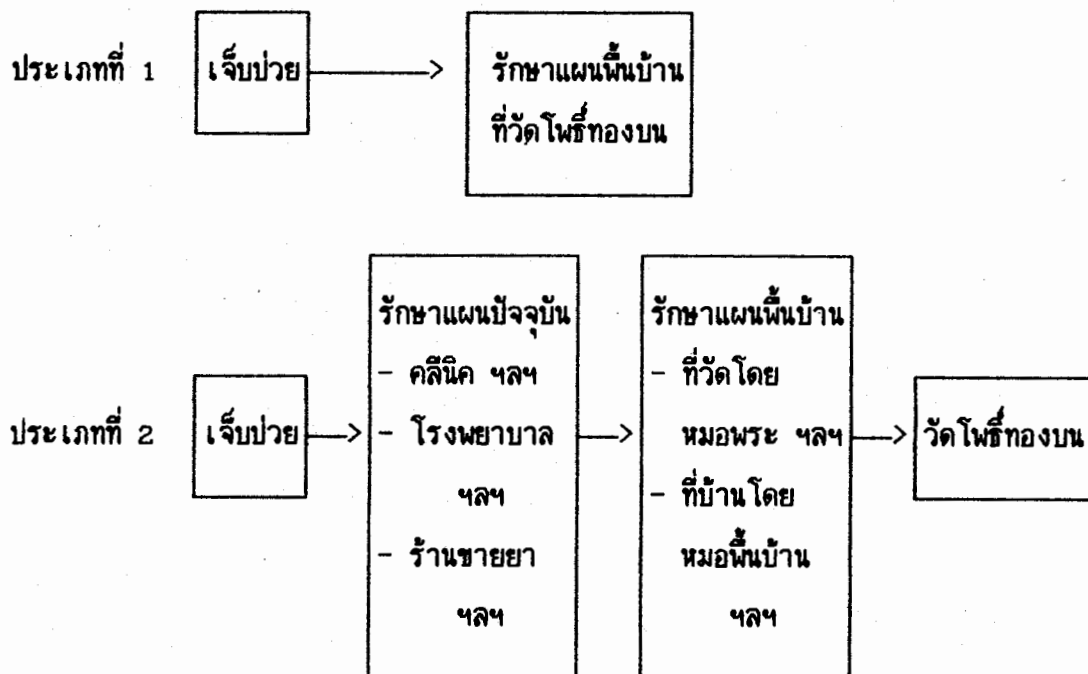 ประเภทที่ 1
เจ็บป่วย
รักษาแผนพื้นบ้าน
ที่วัดโพธิ์ทองบน
ประเภทที่ 2
เจ็บป่วย
รักษาแผนปัจจุบัน
- คลีนิค ฯลฯ
- โรงพยาบาล
ฯลฯ
- ร้านขายยา
ฯลฯ
รักษาแผนพื้นบ้าน
- ที่วัดโดย
หมอพระ ฯลฯ
- ที่บ้านโดย
หมอพื้นบ้าน
ฯลฯ
วัดโพธิ์ทองบน